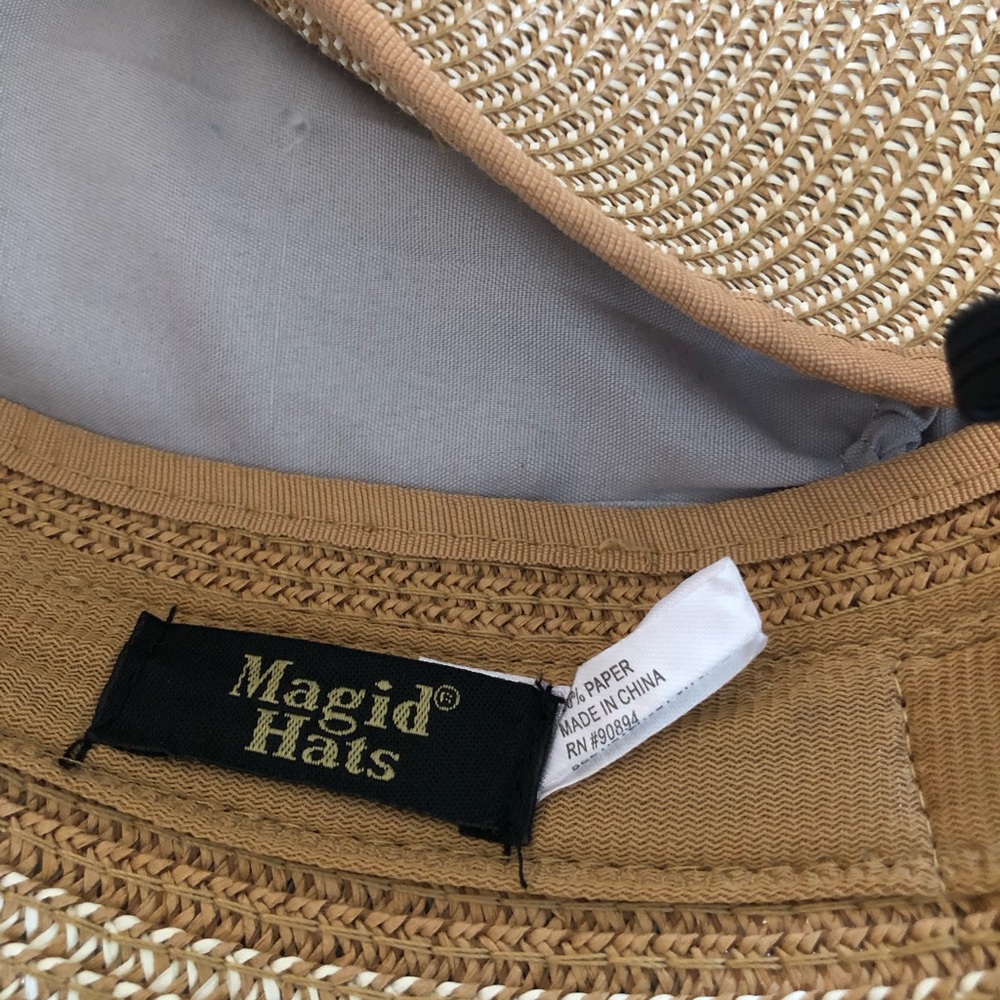 Magid®
Hats
% PAPER
MADE IN CHINA
RN #90894